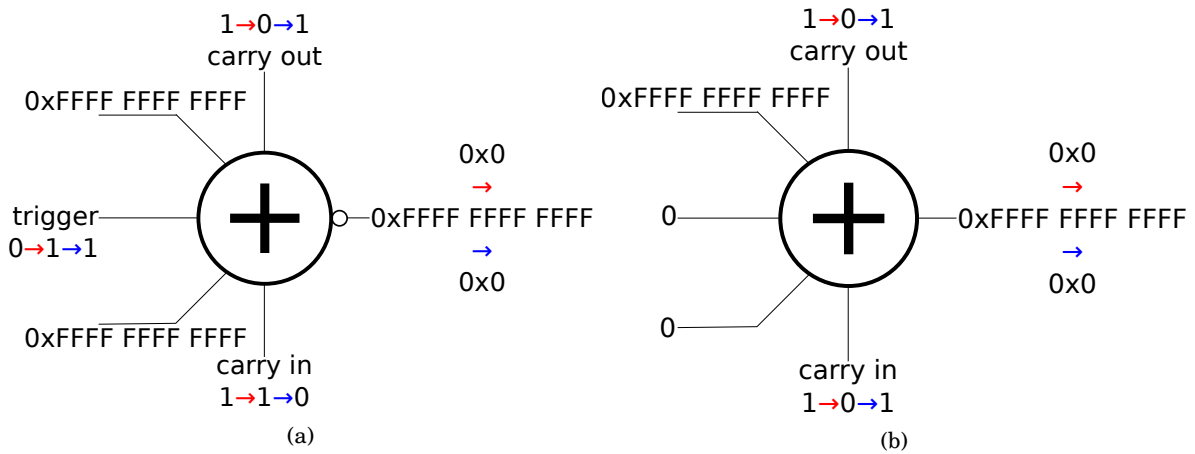 1→0→1
carry out
0xFFFF FFFF FFFF
trigger
0→1→1
0xFFFF FFFF FFFF
carry in
1→1→0
0x0
→
0xFFFF FFFF FFFF
→
0x0
(a)
1→0→1
carry out
0xFFFF FFFF FFFF
0
0
carry in
1→0→1
0x0
→
0xFFFF FFFF FFFF
→
0x0
(b)